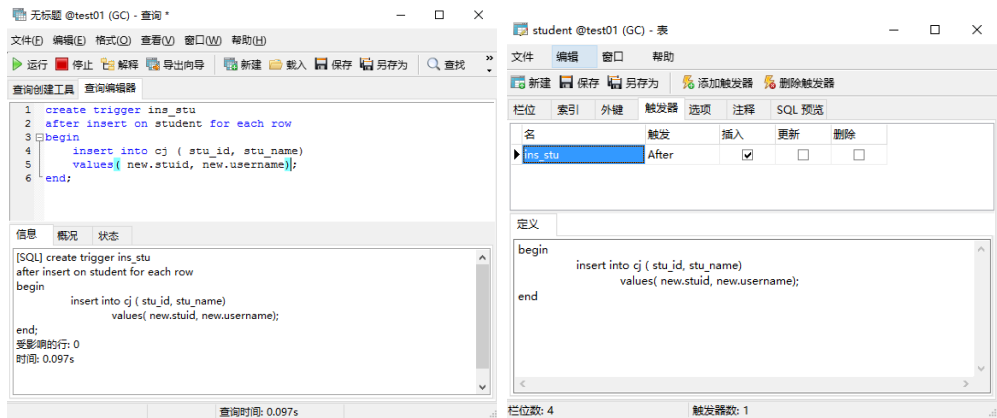 无标题 @test01 (GC) - 查询 *
文件(F) 编辑(E) 格式(O) 查看(V) 窗口(W) 帮助(H)
运行 停止 解释 导出向导 新建 载入 保存 另存为 查找 »
查询创建工具 查询编辑器
1 create trigger ins_stu
2 after insert on student for each row
3 begin
4 insert into cj ( stu_id, stu_name)
5 values( new.stuid, new.username);
6 end;
信息 概况 状态
[SQL] create trigger ins_stu
after insert on student for each row
begin
insert into cj ( stu_id, stu_name)
values( new.stuid, new.username);
end;
受影响的行: 0
时间: 0.097s
查询时间: 0.097s
student @test01 (GC) - 表
文件 编辑 窗口 帮助
新建 保存 另存为 添加触发器 删除触发器
栏位 索引 外键 触发器 选项 注释 SQL 预览
名 触发 插入 更新 删除
ins_stu After
定义
begin
insert into cj ( stu_id, stu_name)
values( new.stuid, new.username);
end
栏位数: 4 触发器数: 1